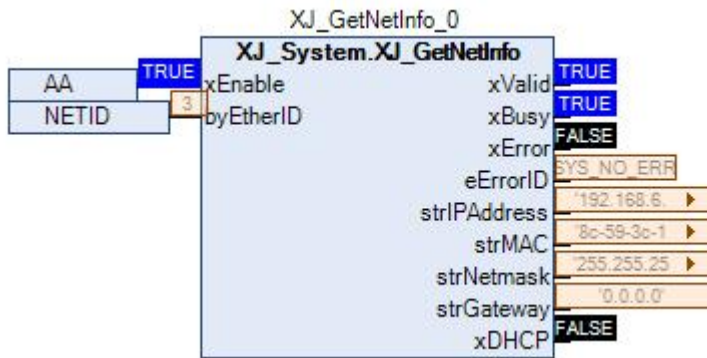 XJ_GetNetInfo_0
XJ_System.XJ_GetNetInfo
AA TRUE xEnable xValid TRUE
NETID 3 byEtherID xBusy TRUE
xError FALSE
eErrorID SYS_NO_ERR
strIPAddress '192.168.6.
strMAC '8c-59-3c-1
strNetmask '255.255.25
strGateway '0.0.0.0'
xDHCP FALSE